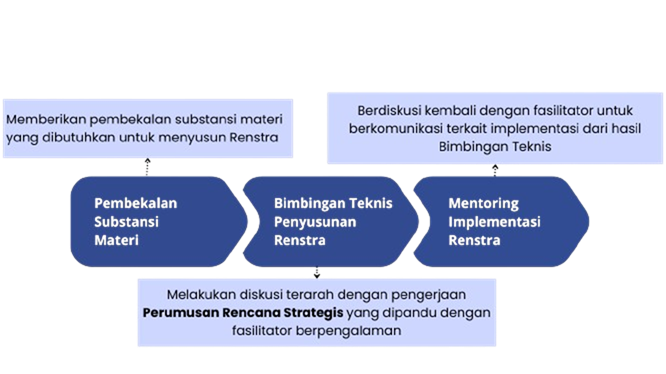 Memberikan pembekalan substansi materi
yang dibutuhkan untuk menyusun Renstra
Berdiskusi kembali dengan fasilitator untuk
berkomunikasi terkait implementasi dari hasil
Bimbingan Teknis
Pembekalan
Substansi
Materi
Bimbingan Teknis
Penyusunan
Renstra
Mentoring
Implementasi
Renstra
Melakukan diskusi terarah dengan pengerjaan
Perumusan Rencana Strategis yang dipandu dengan
fasilitator berpengalaman